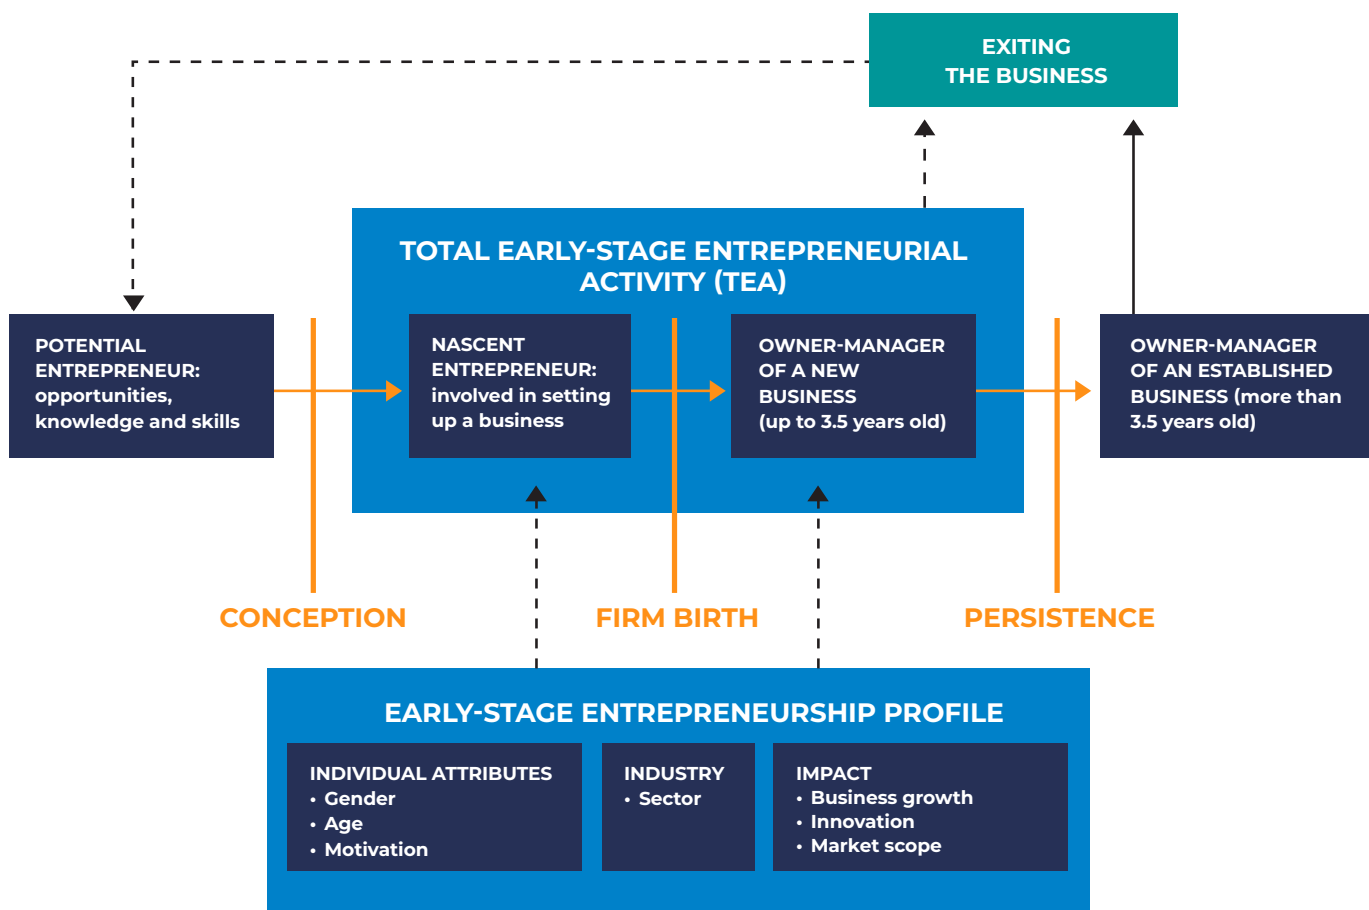 EXITING
THE BUSINESS
TOTAL EARLY-STAGE ENTREPRENEURIAL
ACTIVITY (TEA)
POTENTIAL
ENTREPRENEUR:
opportunities,
knowledge and skills
NASCENT
ENTREPRENEUR:
involved in setting
up a business
OWNER-MANAGER
OF A NEW
BUSINESS
(up to 3.5 years old)
OWNER-MANAGER
OF AN ESTABLISHED
BUSINESS (more than
3.5 years old)
CONCEPTION
FIRM BIRTH
PERSISTENCE
EARLY-STAGE ENTREPRENEURSHIP PROFILE
INDIVIDUAL ATTRIBUTES
• Gender
• Age
• Motivation
INDUSTRY
• Sector
IMPACT
• Business growth
• Innovation
• Market scope